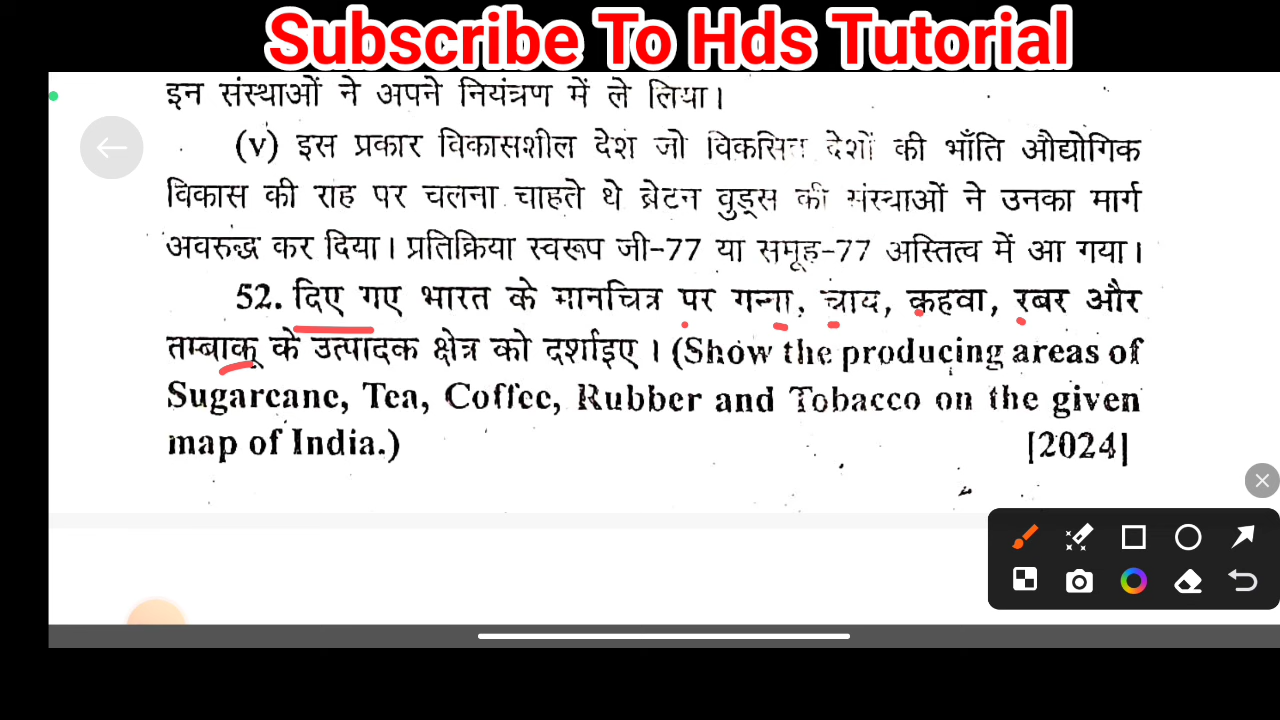 Subscribe To Hds Tutorial
इन संस्थाओं ने अपने नियंत्रण में ले लिया।
(v) इस प्रकार विकासशील देश जो विकसित देशों की भाँति औद्योगिक
विकास की राह पर चलना चाहते थे ब्रेटन वुड्स की संस्थाओं ने उनका मार्ग
अवरुद्ध कर दिया। प्रतिक्रिया स्वरूप जी-77 या समूह-77 अस्तित्व में आ गया।
52. दिए गए भारत के मानचित्र पर गन्ना, चाय, कहवा, रबर और
तम्बाकू के उत्पादक क्षेत्र को दर्शाइए। (Show the producing areas of
Sugarcane, Tea, Coffee, Rubber and Tobacco on the given
map of India.) [2024]